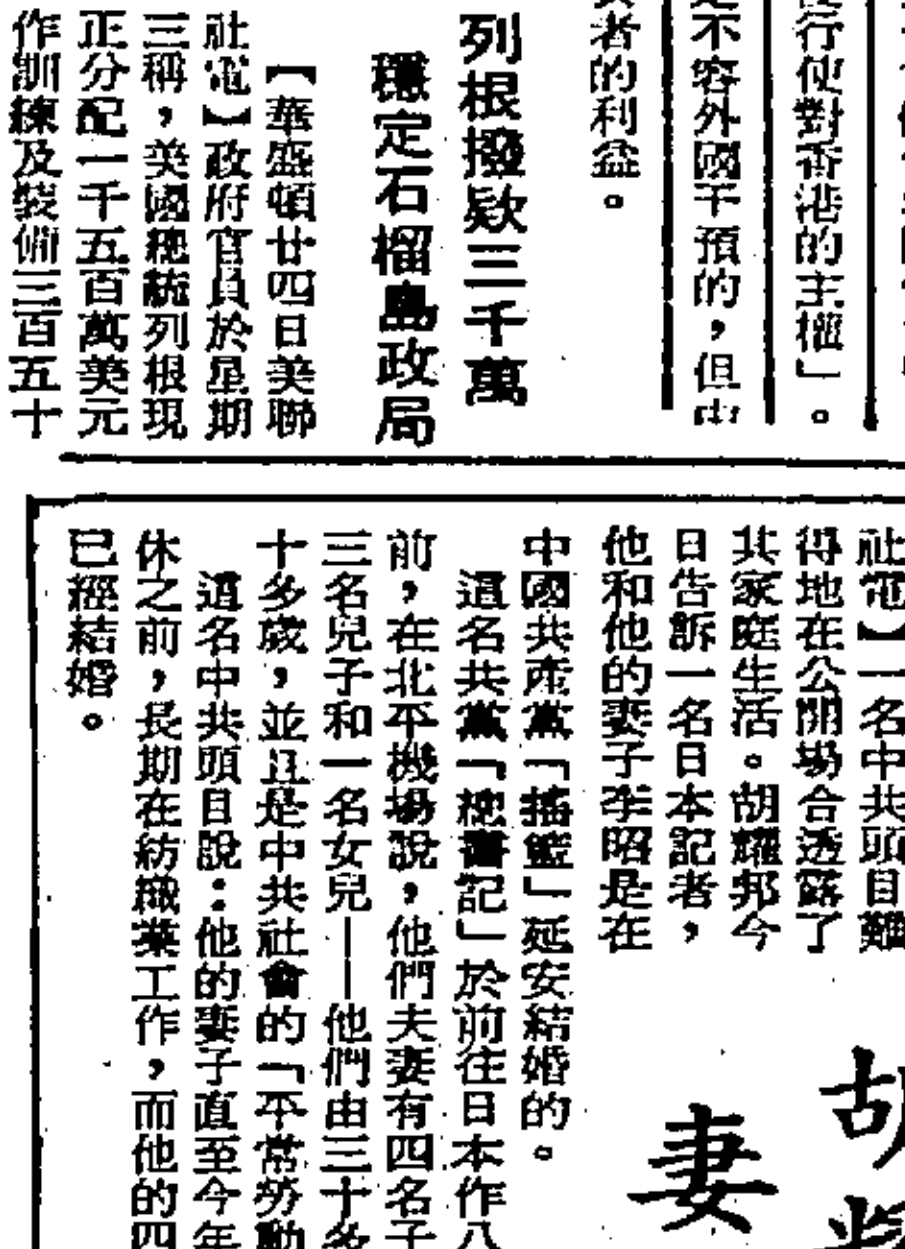 行使對香港的主權」。
是不容外國干預的，但由
者的利益。
列根撥欵三千萬
穩定石榴島政局
【華盛頓廿四日美聯
社電】政府官員於星期
三稱，美國總統列根現
正分配一千五百萬美元
作訓練及裝備三百五十
胡耀
妻
社電】一名中共頭目難
得地在公開場合透露了
其家庭生活。胡耀邦今
日告訴一名日本記者，
他和他的妻子李昭是在
中國共產黨「搖籃」延安結婚的。
這名共黨「總書記」於前往日本作八
前，在北平機場說，他們夫妻有四名子
三名兒子和一名女兒——他們由三十多
十多歲，並且是中共社會的「平常勞動
這名中共頭目說：他的妻子直至今年
休之前，長期在紡織業工作，而他的四
已經結婚。